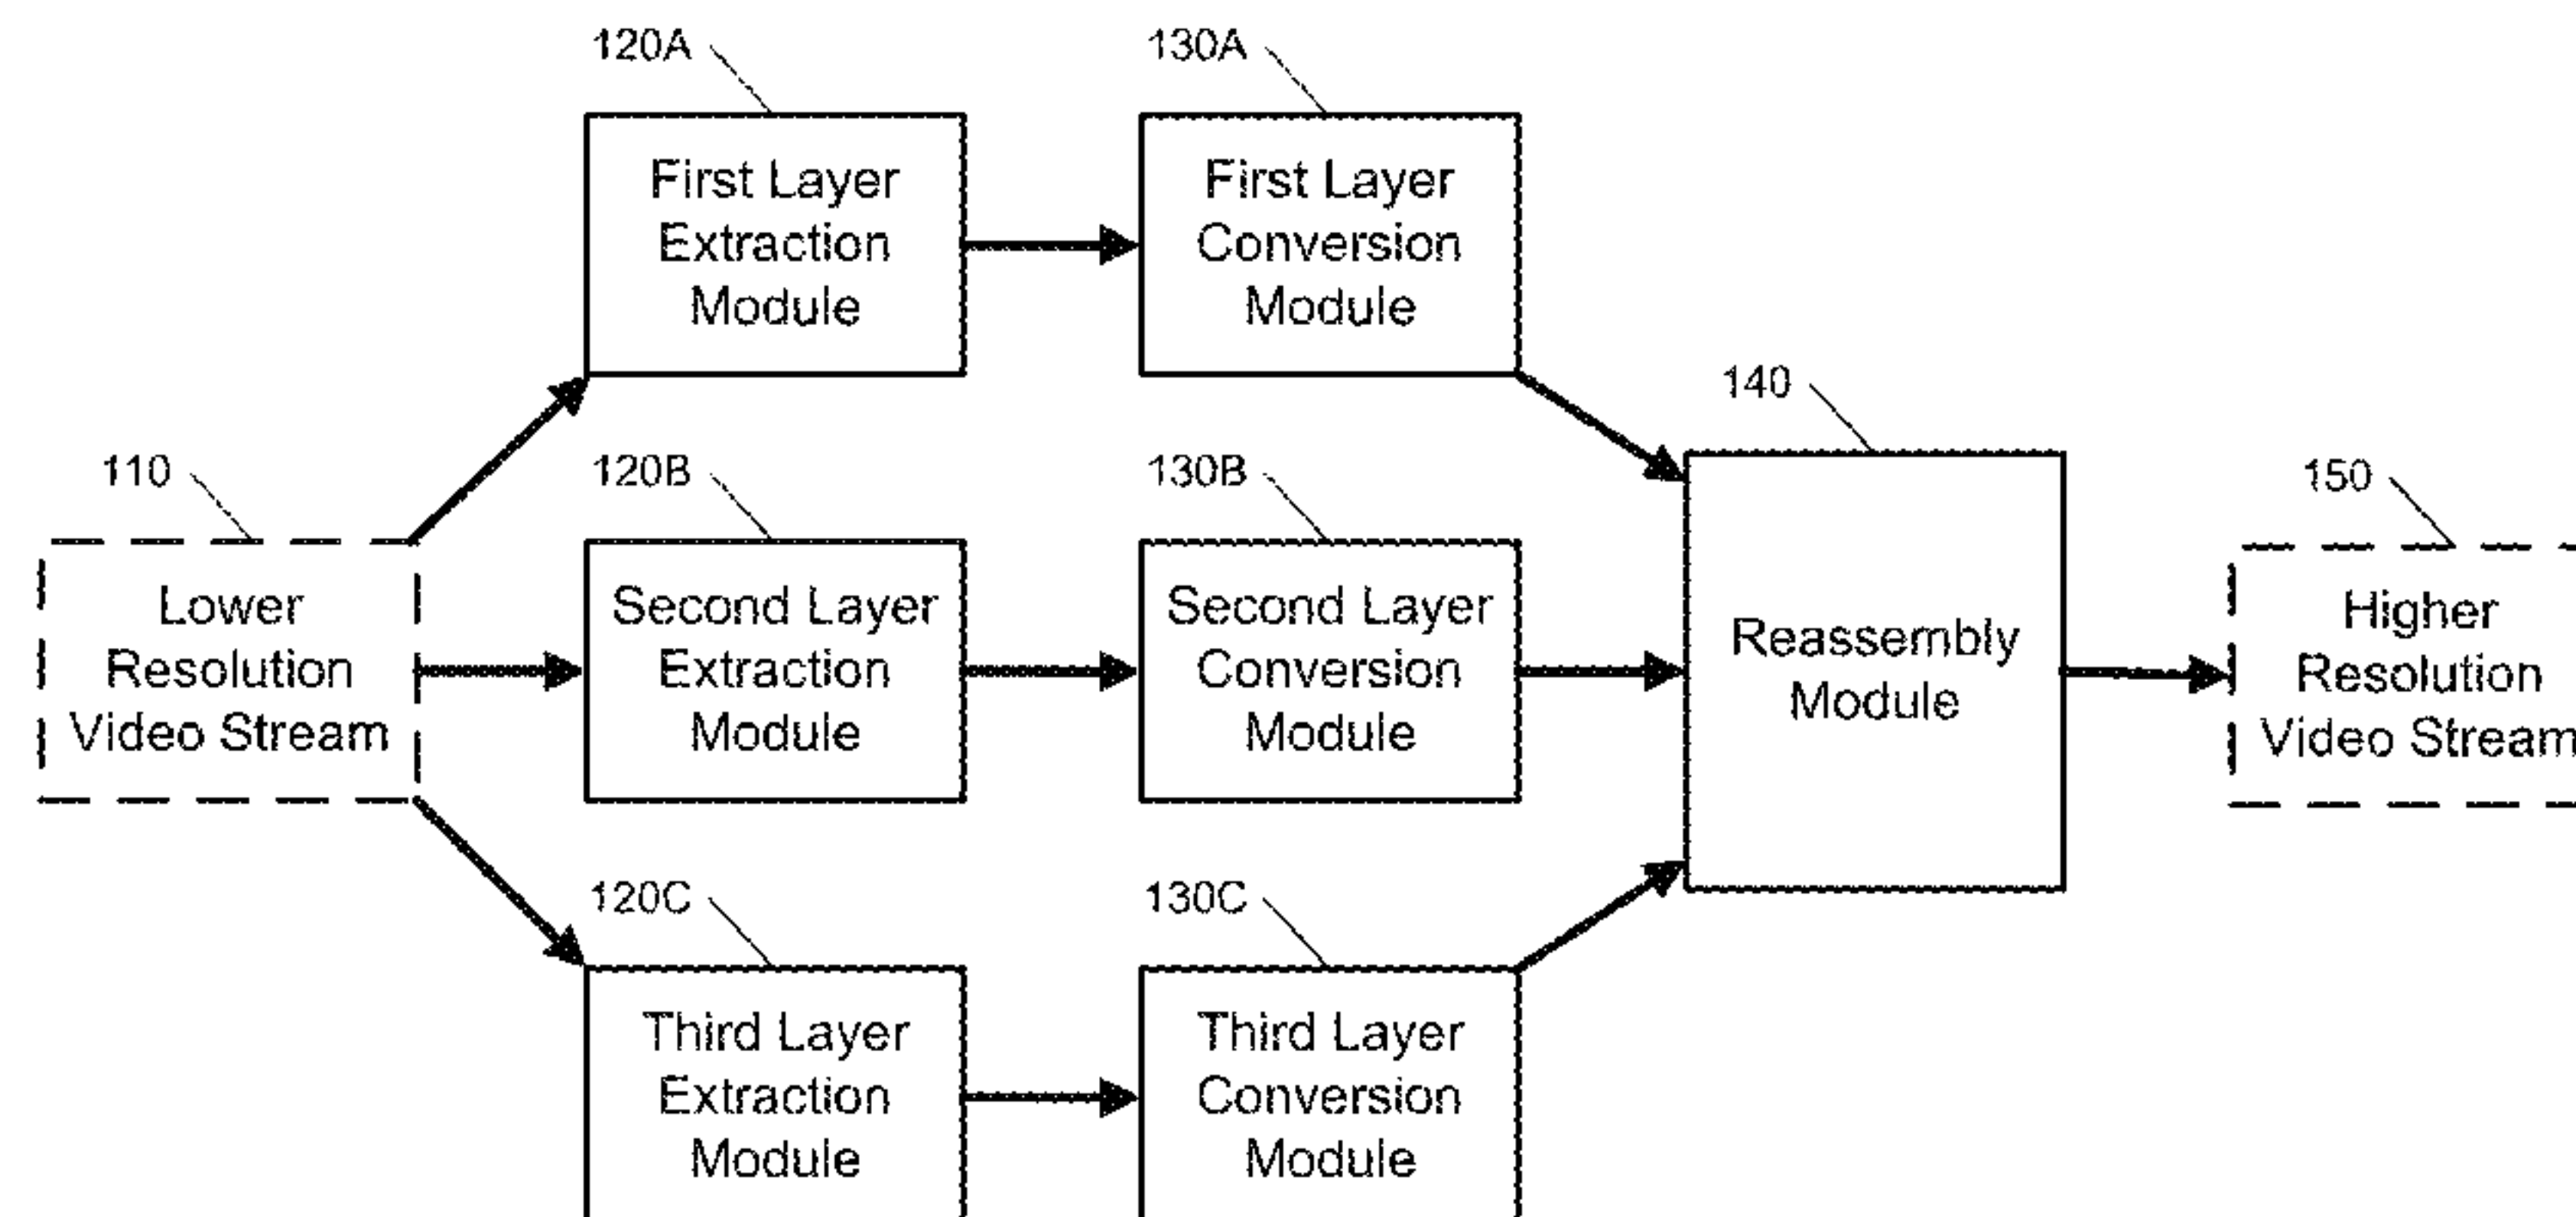 120A
130A
First Layer
Extraction
Module
First Layer
Conversion
Module
140
110
120B
130B
150
Lower
Resolution
Video Stream
Second Layer
Extraction
Module
Second Layer
Conversion
Module
Reassembly
Module
Higher
Resolution
Video Stream
120C
130C
Third Layer
Extraction
Module
Third Layer
Conversion
Module